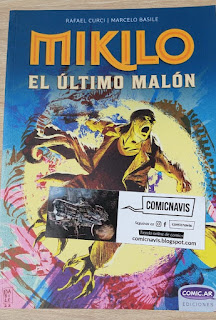 RAFAEL CURCI | MARCELO BASILE
MIKILO
EL ÚLTIMO MALÓN
COMICNAVIS
Seguinos en
COMICNAVIS
Tienda online de comics
comicnavis.blogspot.com
COMIC.AR
EDICIONES